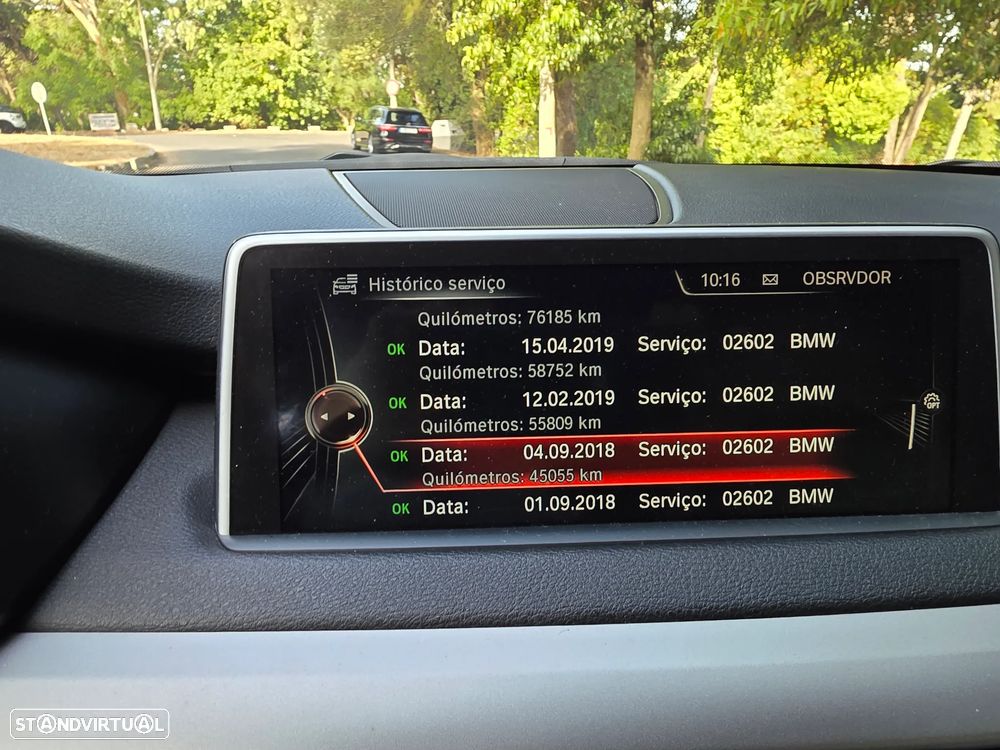 Histórico serviço 10:16 OBSRVDOR
Quilómetros: 76185 km
OK Data: 15.04.2019 Serviço: 02602 BMW
Quilómetros: 58752 km
OK Data: 12.02.2019 Serviço: 02602 BMW
Quilómetros: 55809 km
OPT
OK Data: 04.09.2018 Serviço: 02602 BMW
Quilómetros: 45055 km
OK Data: 01.09.2018 Serviço: 02602 BMW
STANDVIRTUAL